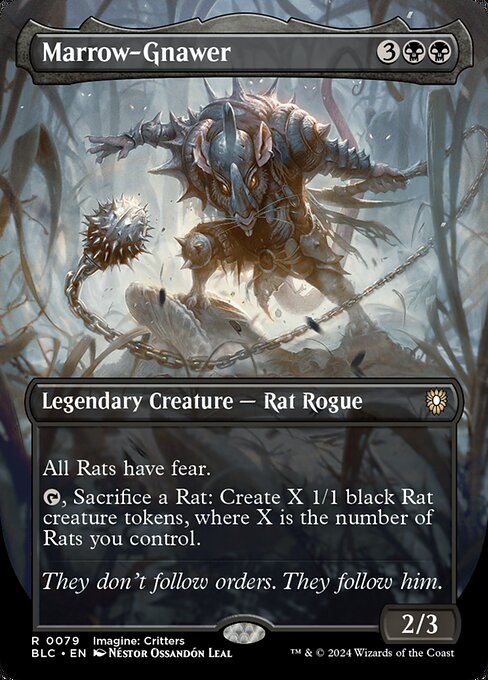 Marrow-Gnawer 3
Legendary Creature — Rat Rogue
All Rats have fear.
, Sacrifice a Rat: Create X 1/1 black Rat
creature tokens, where X is the number of
Rats you control.
They don't follow orders. They follow him.
2/3
R 0079 Imagine: Critters
BLC • EN Néstor Ossandón Leal
™ & © 2024 Wizards of the Coast